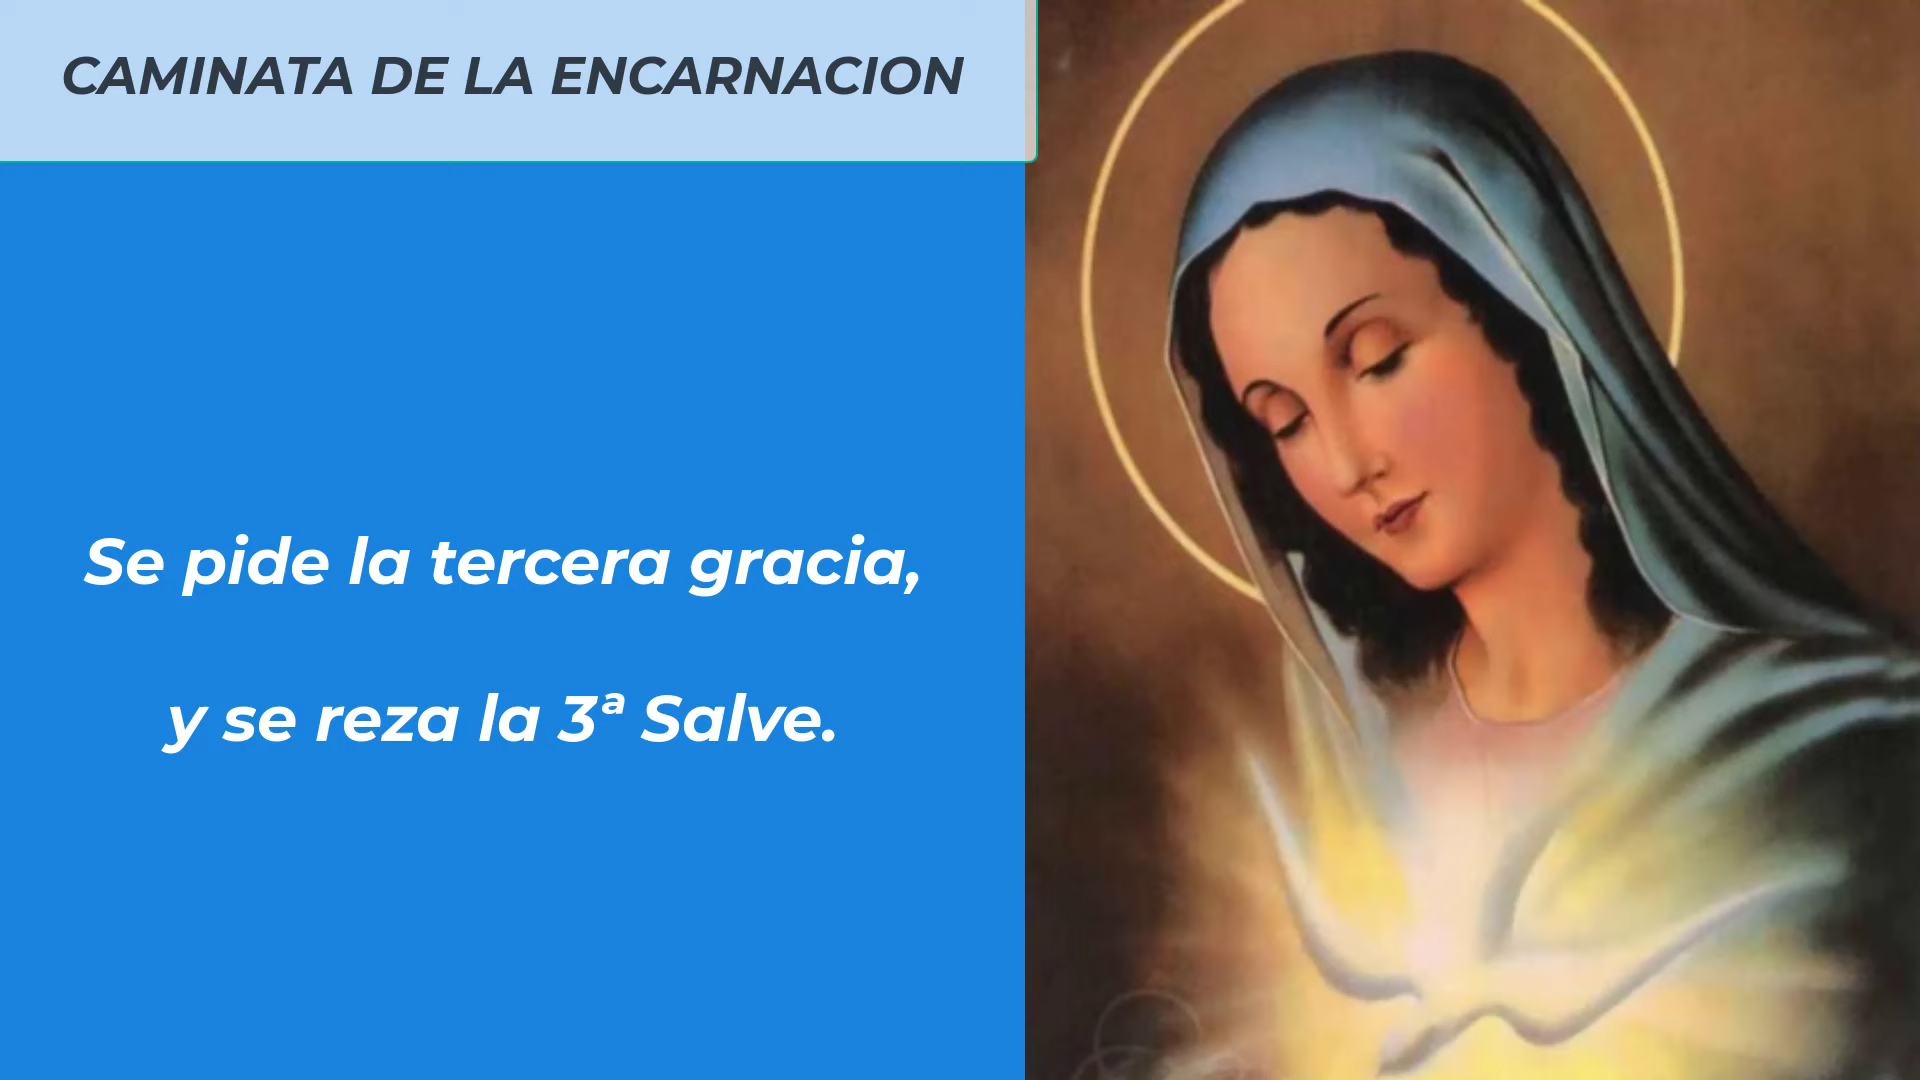 CAMINATA DE LA ENCARNACION
Se pide la tercera gracia,
y se reza la 3ª Salve.